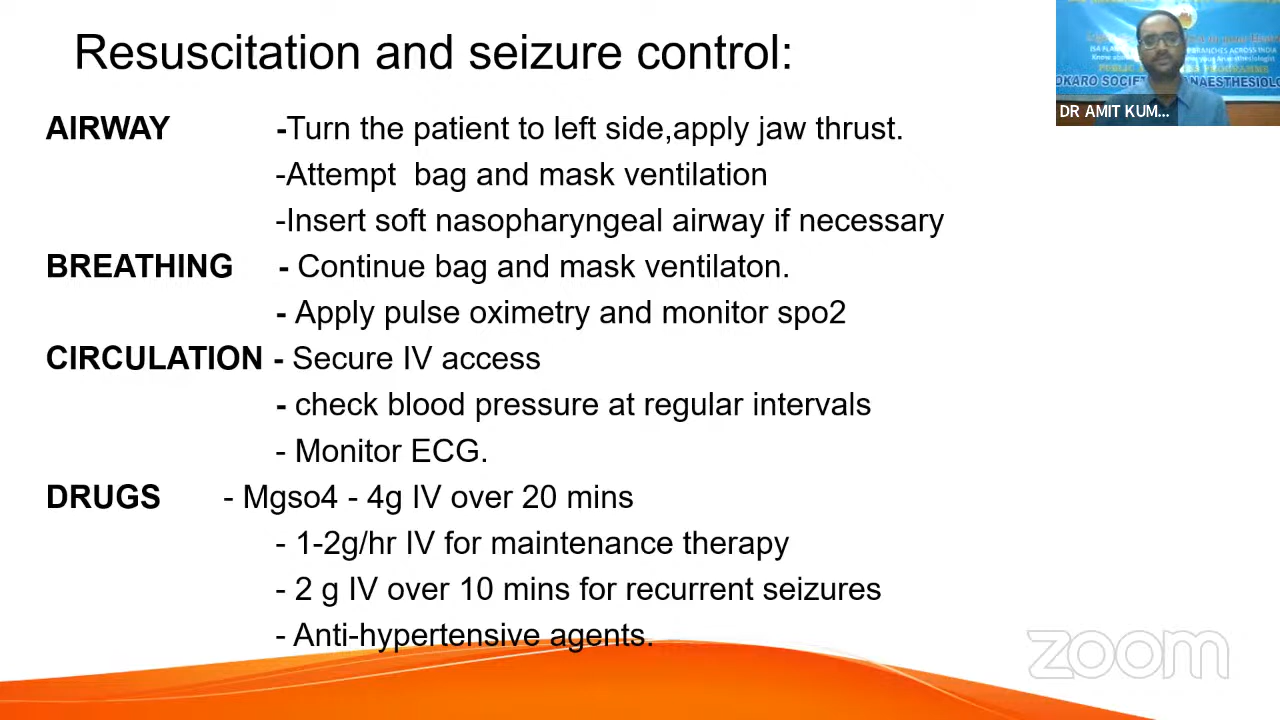 Resuscitation and seizure control:
AIRWAY -Turn the patient to left side,apply jaw thrust.
-Attempt bag and mask ventilation
-Insert soft nasopharyngeal airway if necessary
BREATHING - Continue bag and mask ventilaton.
- Apply pulse oximetry and monitor spo2
CIRCULATION - Secure IV access
- check blood pressure at regular intervals
- Monitor ECG.
DRUGS - Mgso4 - 4g IV over 20 mins
- 1-2g/hr IV for maintenance therapy
- 2 g IV over 10 mins for recurrent seizures
- Anti-hypertensive agents.
BRANCHES ACROSS INDIA
DR AMIT KUM...
zoom